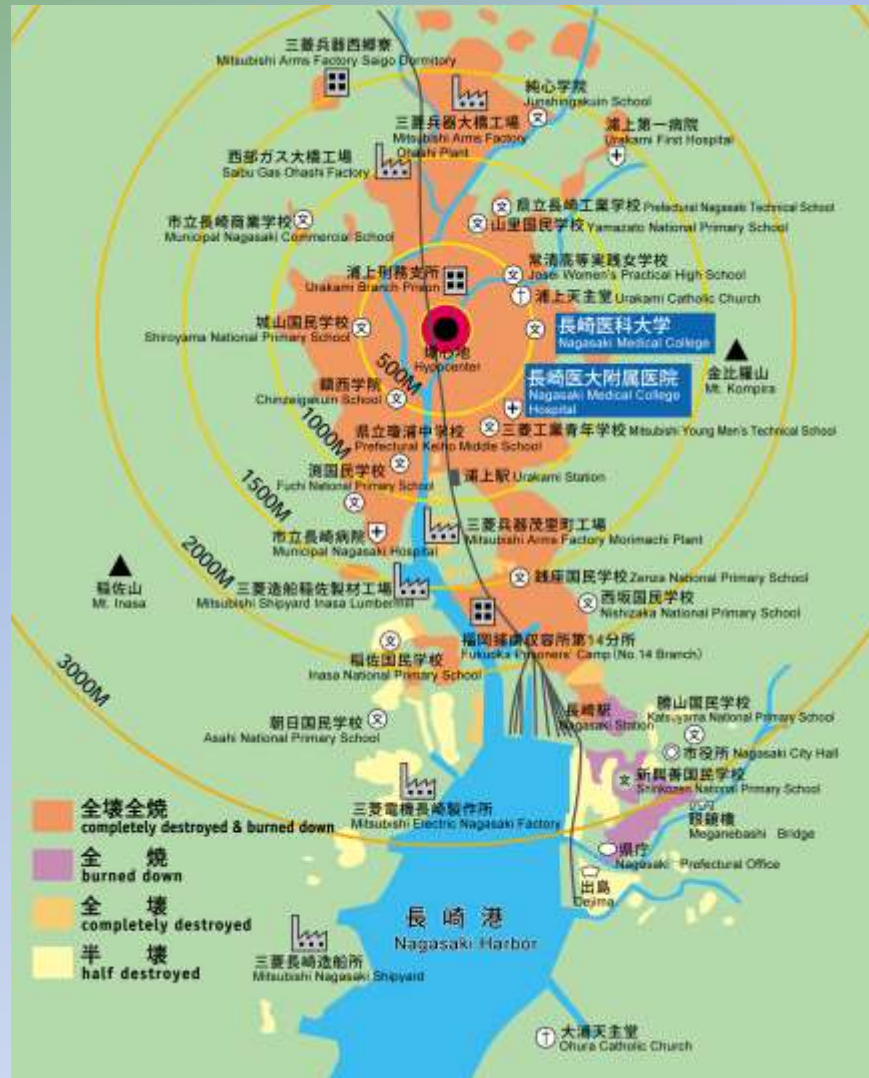 三菱兵器西郷寮
Mitsubishi Arms Factory Saigo Dormitory
純心学院
Junshingakuin School
三菱兵器大橋工場
Mitsubishi Arms Factory
Ohashi Plant
浦上第一病院
Urakami First Hospital
西部ガス大橋工場
Saibu Gas Ohashi Factory
県立長崎工業学校 Prefectural Nagasaki Technical School
市立長崎商業学校
Municipal Nagasaki Commercial School
山里国民学校 Yamazato National Primary School
常清高等実践女学校
Josei Women's Practical High School
浦上刑務支所
Urakami Branch Prison
浦上天主堂 Urakami Catholic Church
城山国民学校
Shiroyama National Primary School
長崎医科大学
Nagasaki Medical College
爆心地
Hypocenter
金比羅山
Mt. Kompira
500M
長崎医大附属医院
Nagasaki Medical College
Hospital
鎮西学院
Chinzeigakuin School
1000M
県立瓊浦中学校
Prefectural Keiho Middle School
三菱工業青年学校 Mitsubishi Young Men's Technical School
渕国民学校
Fuchi National Primary School
浦上駅 Urakami Station
1500M
市立長崎病院
Municipal Nagasaki Hospital
三菱兵器茂里町工場
Mitsubishi Arms Factory Morimachi Plant
2000M
稲佐山
Mt. Inasa
三菱造船稲佐製材工場
Mitsubishi Shipyard Inasa Lumbermill
銭座国民学校 Zenza National Primary School
西坂国民学校
Nishizaka National Primary School
福岡捕虜収容所第14分所
Fukuoka Prisoners' Camp (No.14 Branch)
稲佐国民学校
Inasa National Primary School
3000M
朝日国民学校
Asahi National Primary School
長崎駅
Nagasaki Station
勝山国民学校
Katsuyama National Primary School
市役所 Nagasaki City Hall
新興善国民学校
Shinkozen National Primary School
三菱電機長崎製作所
Mitsubishi Electric Nagasaki Factory
眼鏡橋
Meganebashi Bridge
県庁
Nagasaki Prefectural Office
出島
Dejima
全壊全焼
completely destroyed & burned down
全 焼
burned down
全 壊
completely destroyed
半 壊
half destroyed
長崎港
Nagasaki Harbor
三菱長崎造船所
Mitsubishi Nagasaki Shipyard
大浦天主堂
Ohura Catholic Church